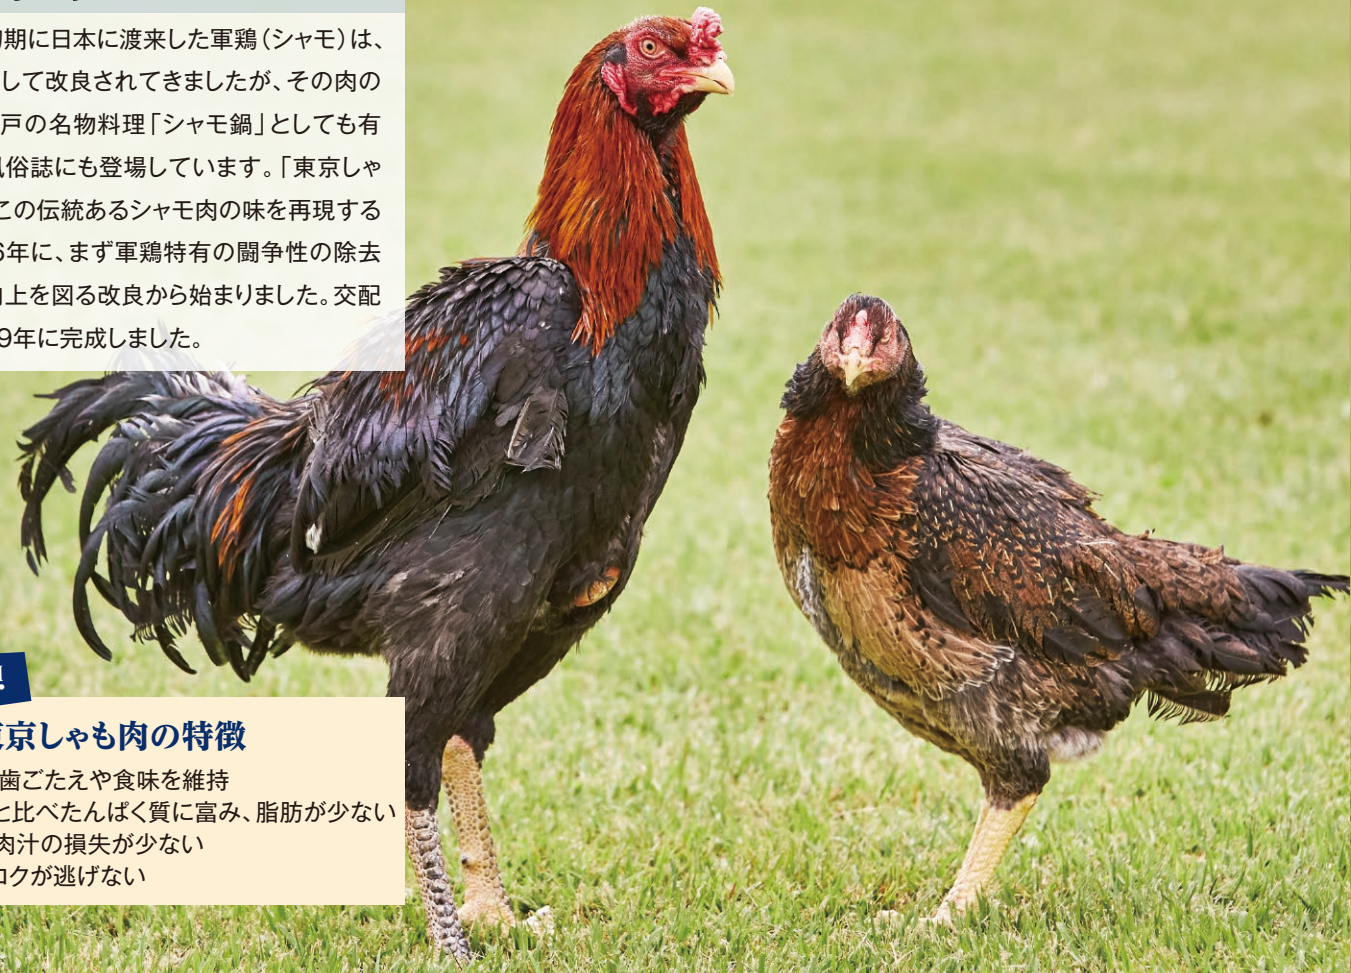 期に日本に渡来した軍鶏（シャモ）は、
して改良されてきましたが、その肉の
戸の名物料理「シャモ鍋」としても有
俗誌にも登場しています。「東京しゃ
この伝統あるシャモ肉の味を再現する
6年に、まず軍鶏特有の闘争性の除去
向上を図る改良から始まりました。交配
9年に完成しました。
!
京しゃも肉の特徴
歯ごたえや食味を維持
と比べたんぱく質に富み、脂肪が少ない
肉汁の損失が少ない
コクが逃げない